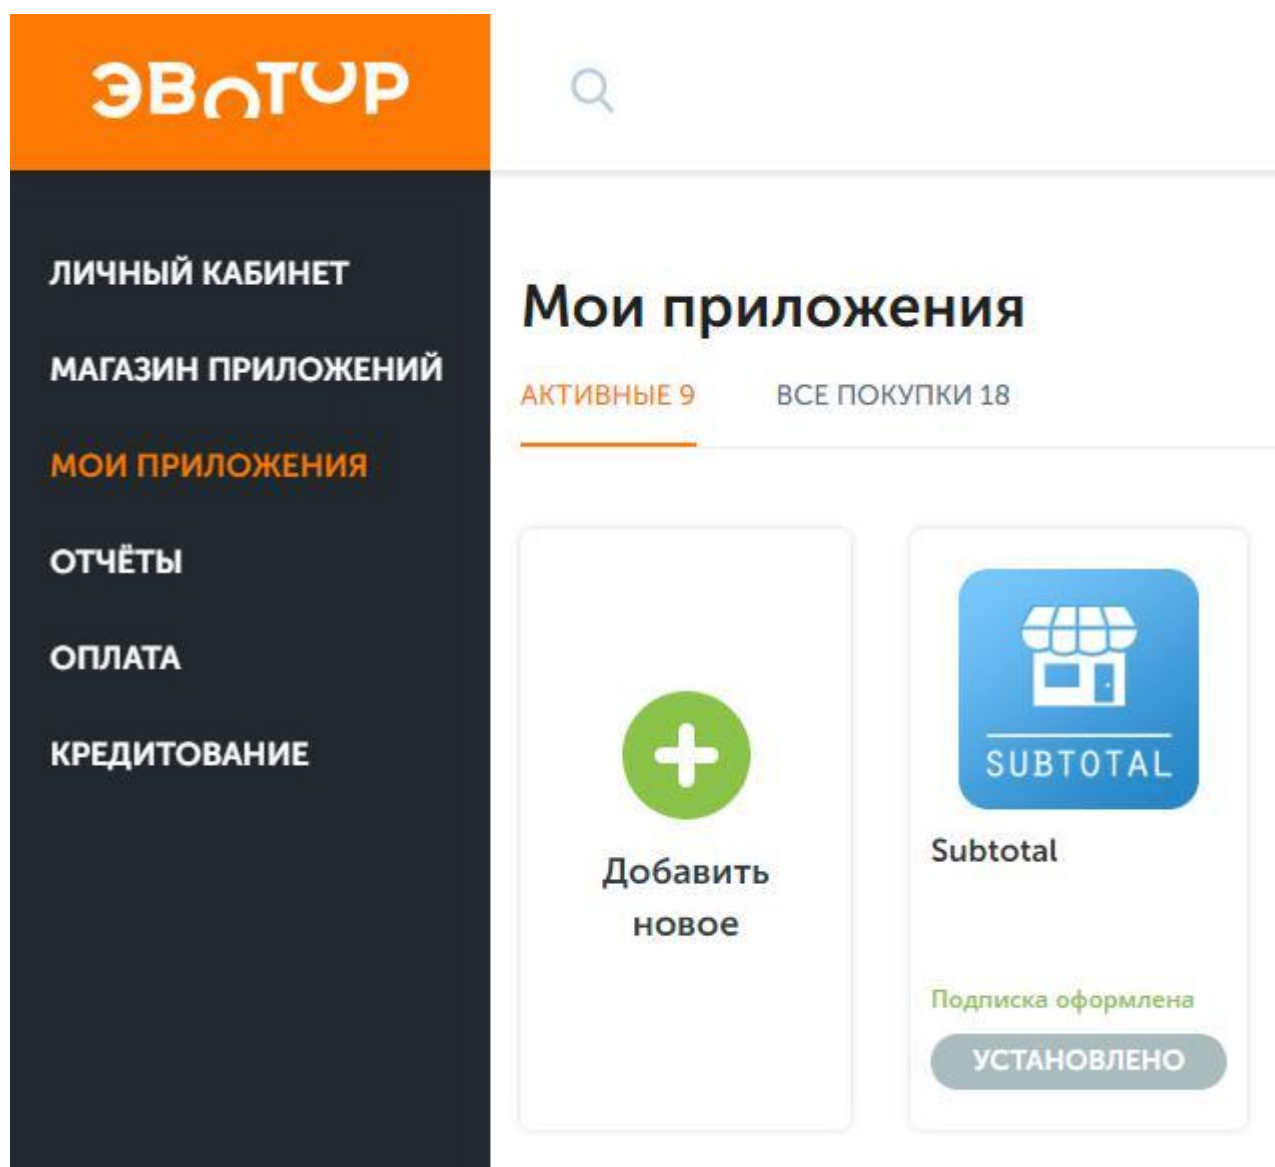 ЭВОТОР
ЛИЧНЫЙ КАБИНЕТ
МАГАЗИН ПРИЛОЖЕНИЙ
МОИ ПРИЛОЖЕНИЯ
ОТЧЁТЫ
ОПЛАТА
КРЕДИТОВАНИЕ
Мои приложения
АКТИВНЫЕ 9 ВСЕ ПОКУПКИ 18
Добавить
новое
SUBTOTAL
Subtotal
Подписка оформлена
УСТАНОВЛЕНО